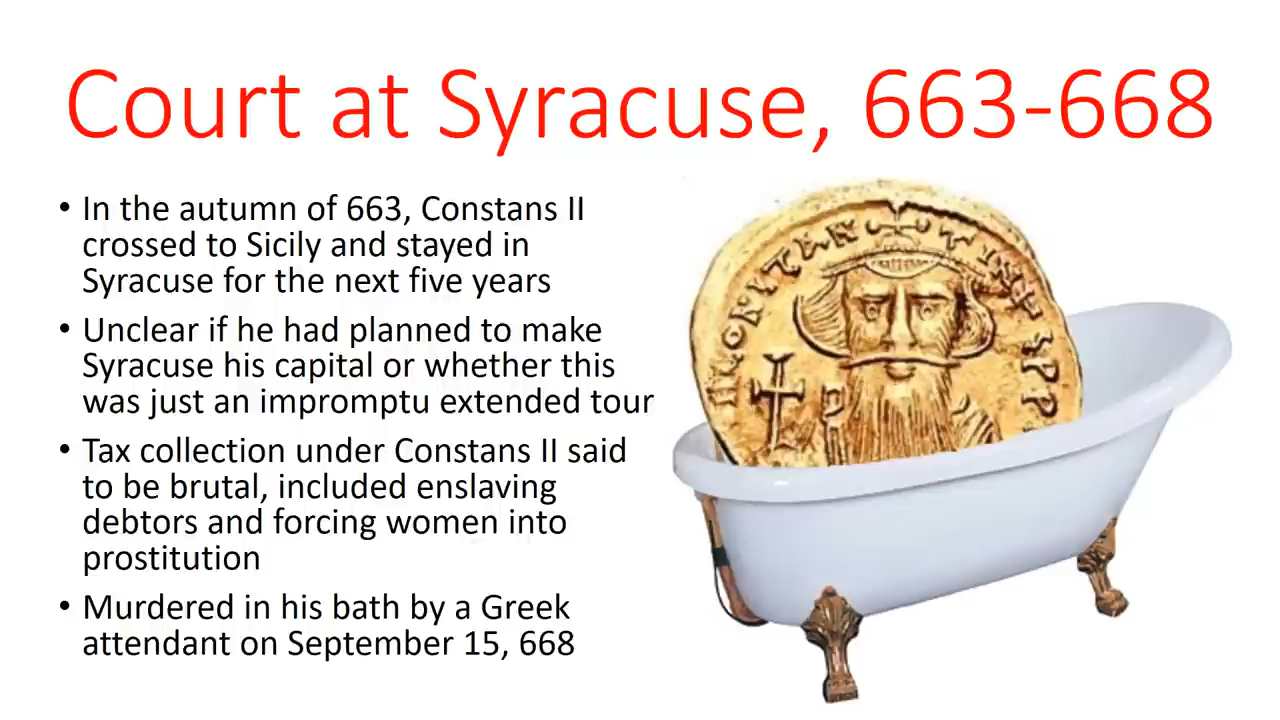 Court at Syracuse, 663-668
• In the autumn of 663, Constans II
crossed to Sicily and stayed in
Syracuse for the next five years
• Unclear if he had planned to make
Syracuse his capital or whether this
was just an impromptu extended tour
• Tax collection under Constans II said
to be brutal, included enslaving
debtors and forcing women into
prostitution
• Murdered in his bath by a Greek
attendant on September 15, 668